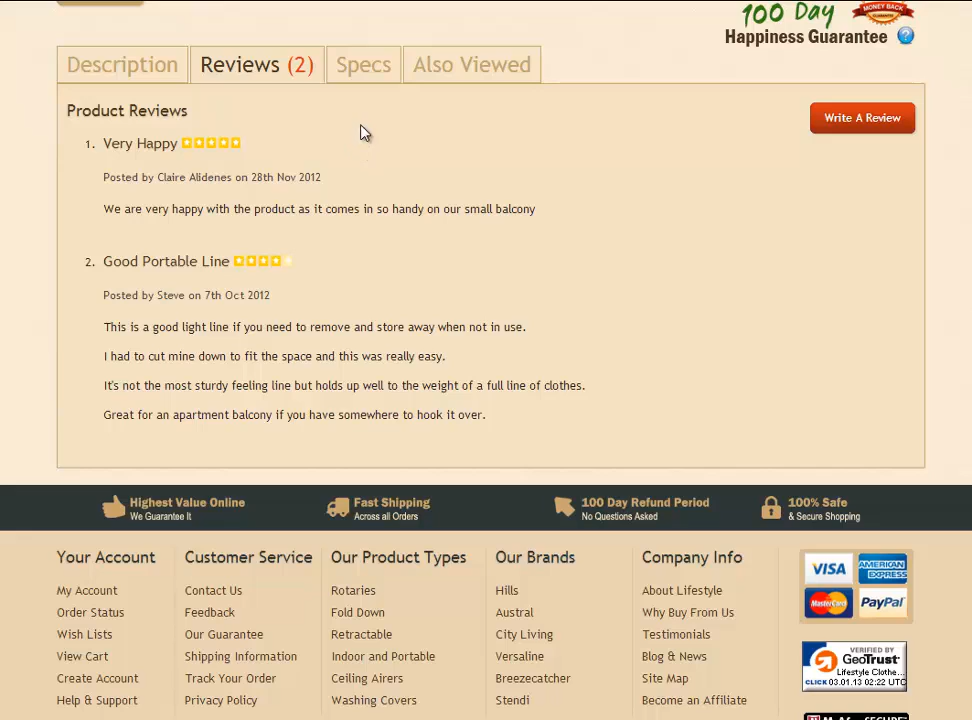 100 Day
MONEY BACK
GUARANTEE
Happiness Guarantee ?
Description Reviews (2) Specs Also Viewed
Product Reviews
Write A Review
1. Very Happy
Posted by Claire Alidenes on 28th Nov 2012
We are very happy with the product as it comes in so handy on our small balcony
2. Good Portable Line
Posted by Steve on 7th Oct 2012
This is a good light line if you need to remove and store away when not in use.
I had to cut mine down to fit the space and this was really easy.
It's not the most sturdy feeling line but holds up well to the weight of a full line of clothes.
Great for an apartment balcony if you have somewhere to hook it over.
Highest Value Online
We Guarantee It
Fast Shipping
Across all Orders
100 Day Refund Period
No Questions Asked
100% Safe
& Secure Shopping
Your Account
My Account
Order Status
Wish Lists
View Cart
Create Account
Help & Support
Customer Service
Contact Us
Feedback
Our Guarantee
Shipping Information
Track Your Order
Privacy Policy
Our Product Types
Rotaries
Fold Down
Retractable
Indoor and Portable
Ceiling Airers
Washing Covers
Our Brands
Hills
Austral
City Living
Versaline
Breezecatcher
Stendi
Company Info
About Lifestyle
Why Buy From Us
Testimonials
Blog & News
Site Map
Become an Affiliate
VISA
AMERICAN EXPRESS
MasterCard
PayPal
VERIFIED BY
GeoTrust
Lifestyle Clothe...
CLICK 03.01.13 02:22 UTC